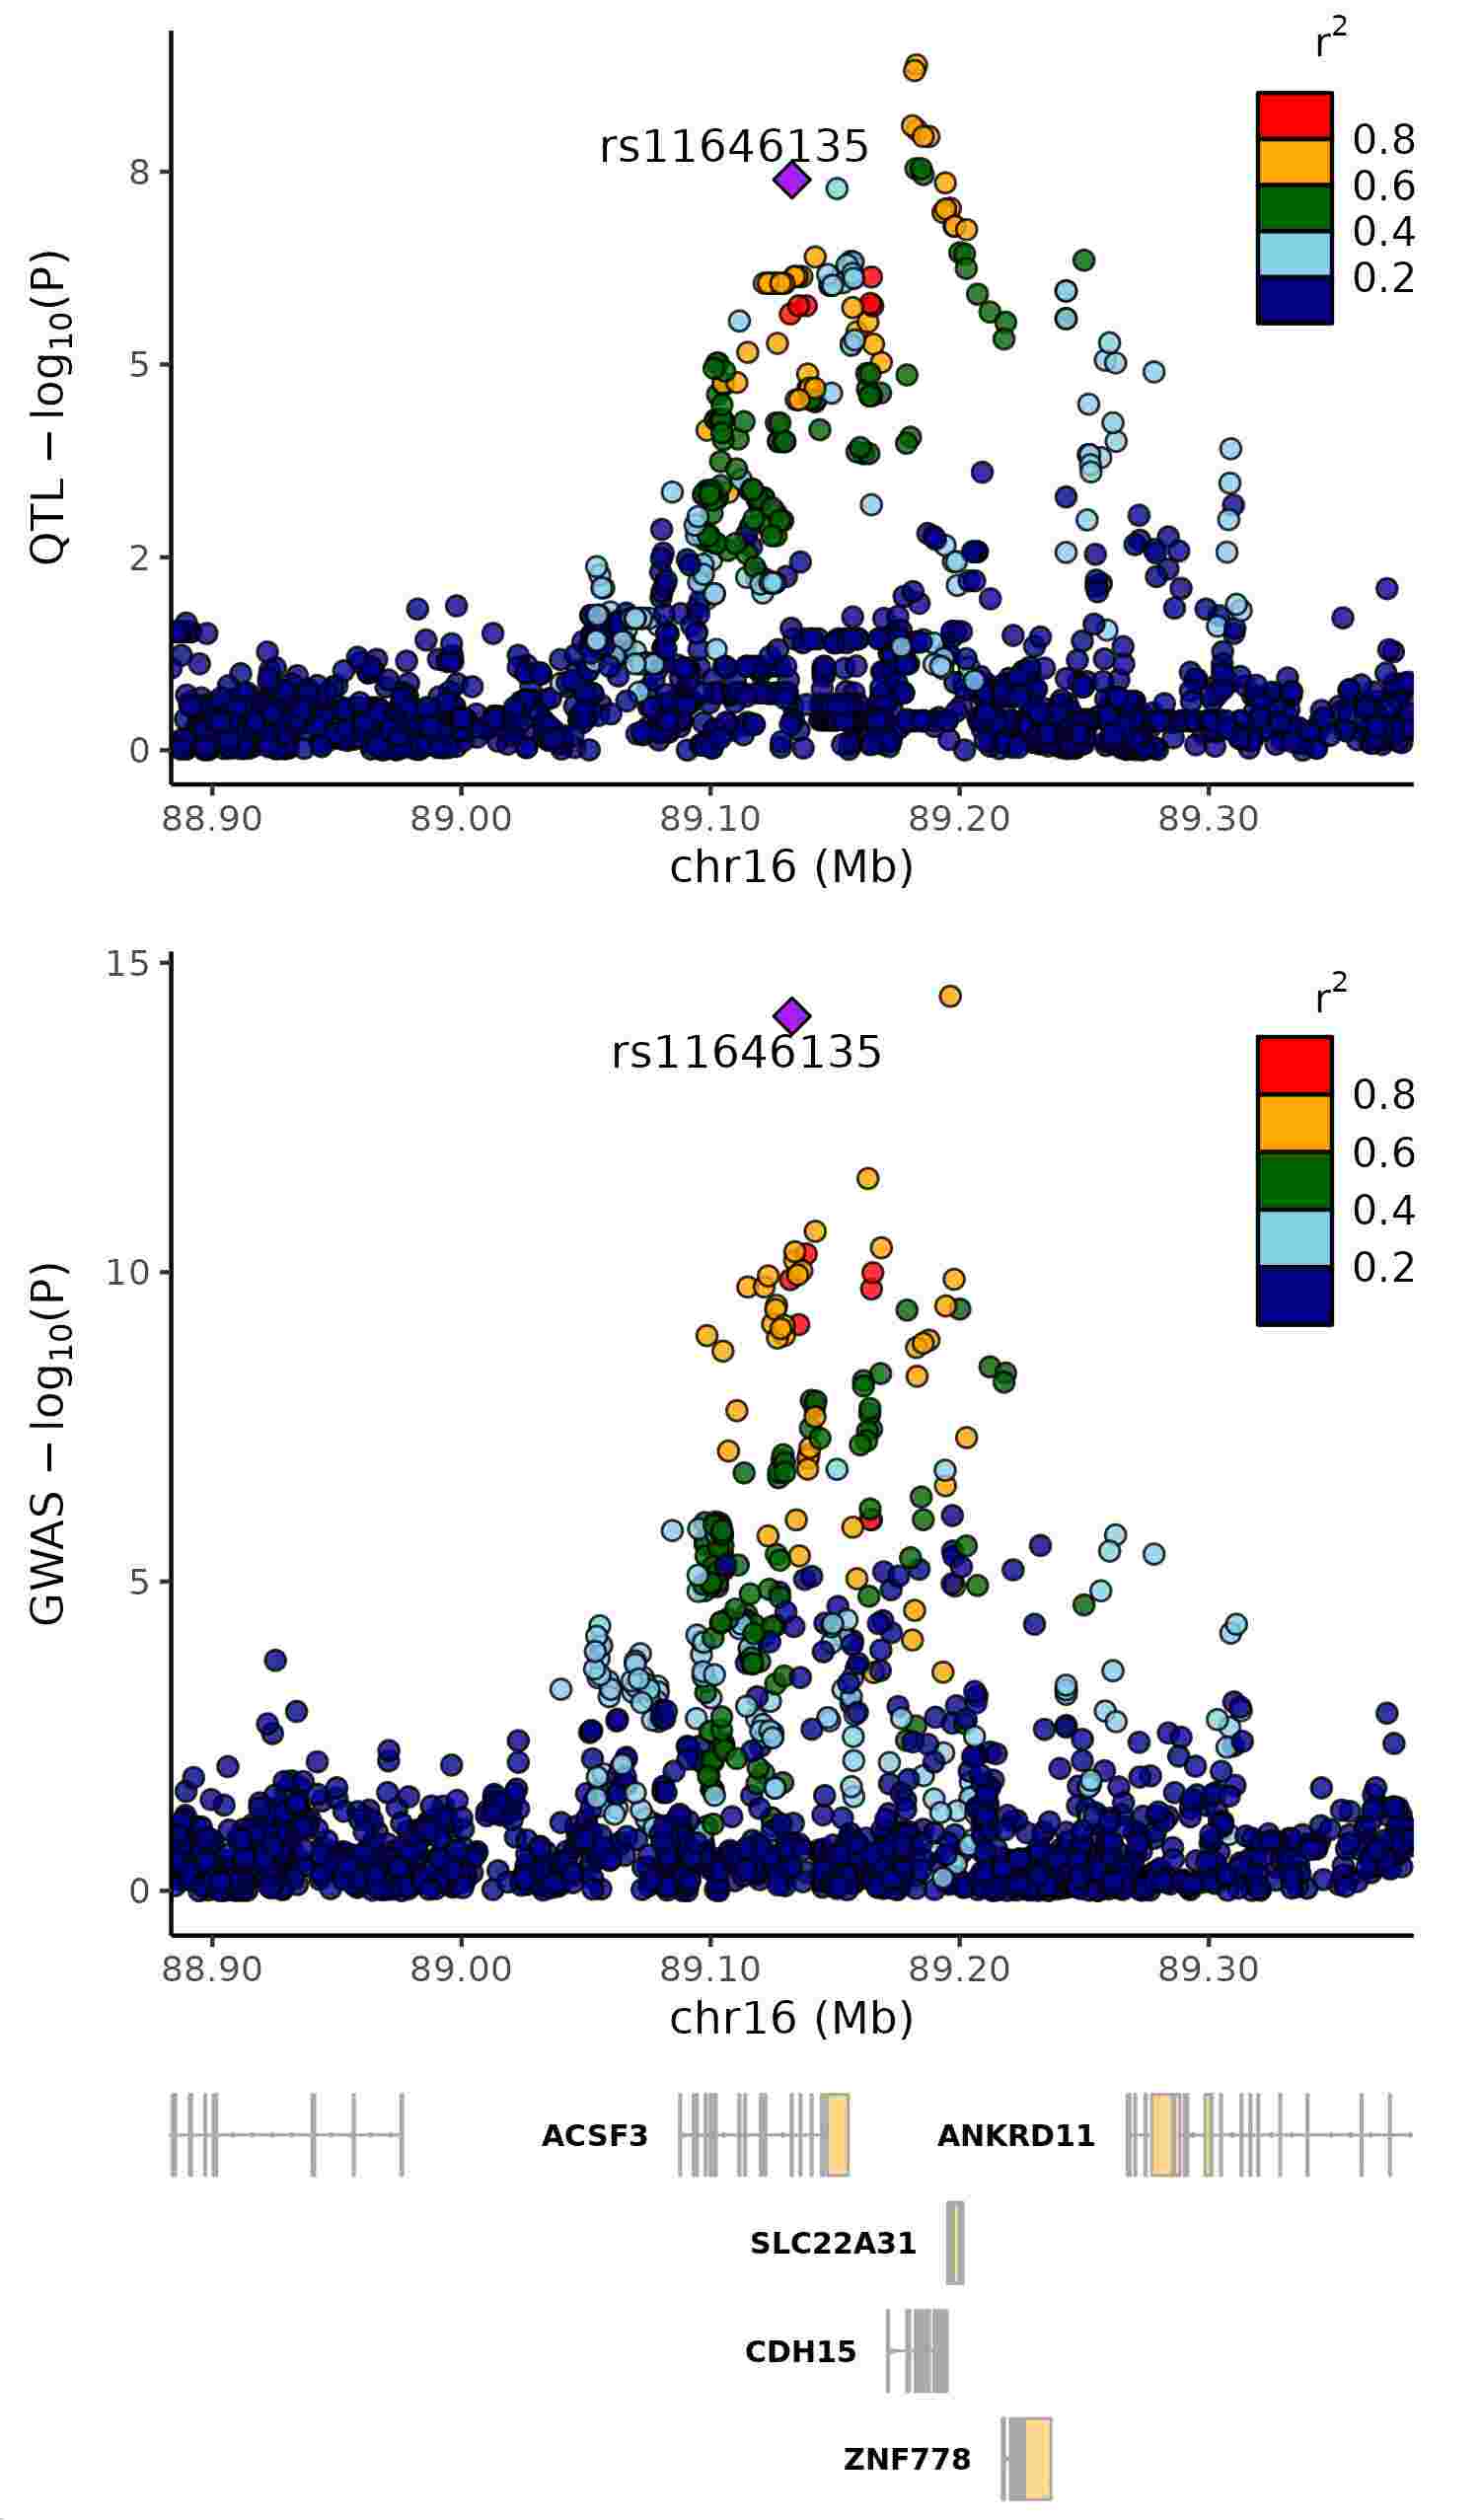 r²
rs11646135
0.8
0.6
0.4
0.2
8
5
2
0
QTL − log₁₀(P)
88.90 89.00 89.10 89.20 89.30
chr16 (Mb)
r²
rs11646135
0.8
0.6
0.4
0.2
15
10
5
0
GWAS − log₁₀(P)
88.90 89.00 89.10 89.20 89.30
chr16 (Mb)
ACSF3 ANKRD11
SLC22A31
CDH15
ZNF778